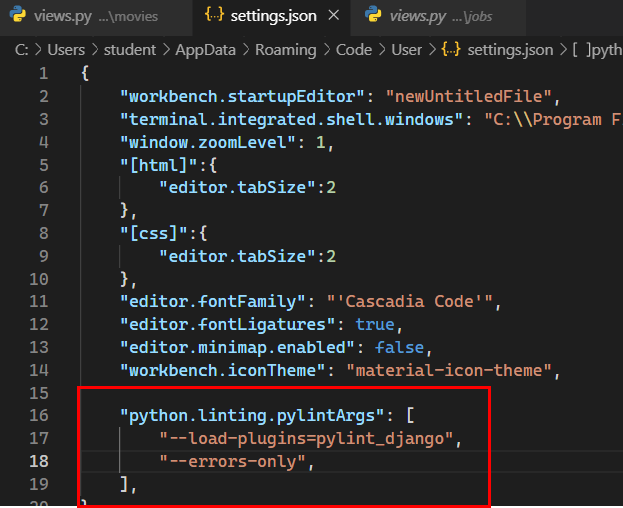 views.py ...\movies
settings.json
views.py ...\jobs
C: > Users > student > AppData > Roaming > Code > User > settings.json > [ ]pyth
1 {
2 "workbench.startupEditor": "newUntitledFile",
3 "terminal.integrated.shell.windows": "C:\\Program F
4 "window.zoomLevel": 1,
5 "[html]":{
6 "editor.tabSize":2
7 },
8 "[css]":{
9 "editor.tabSize":2
10 },
11 "editor.fontFamily": "'Cascadia Code'",
12 "editor.fontLigatures": true,
13 "editor.minimap.enabled": false,
14 "workbench.iconTheme": "material-icon-theme",
15
16 "python.linting.pylintArgs": [
17 "--load-plugins=pylint_django",
18 "--errors-only",
19 ],
20 }